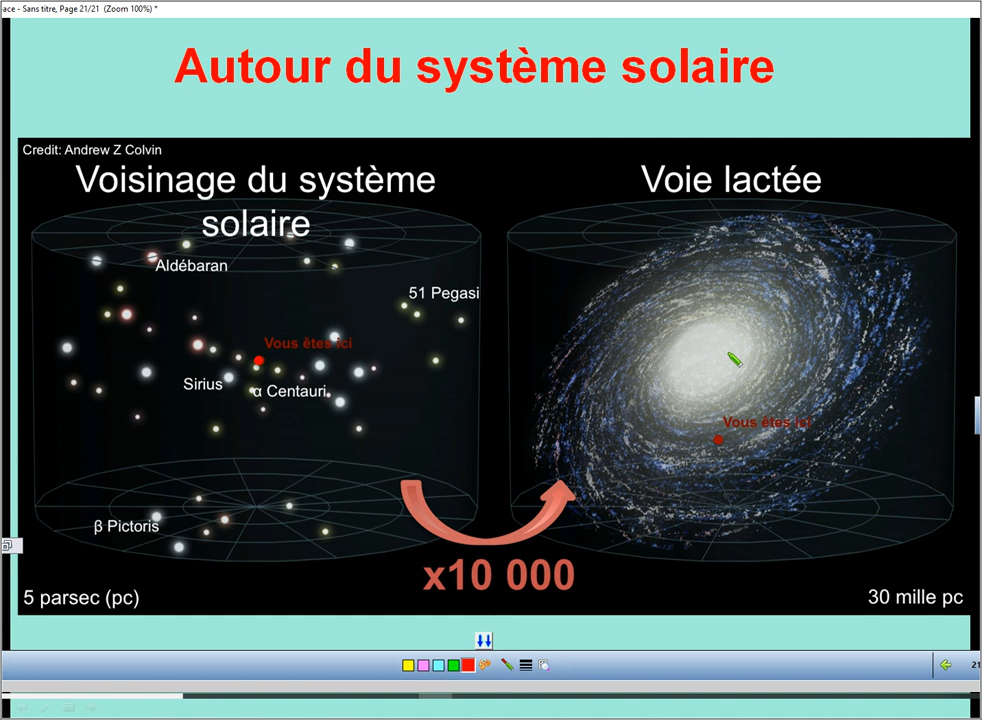 ace - Sans titre, Page 21/21 (Zoom 100%) *
Autour du système solaire
Credit: Andrew Z Colvin
Voisinage du système
solaire
Voie lactée
Aldébaran
51 Pegasi
Vous êtes ici
Sirius
α Centauri
Vous êtes ici
β Pictoris
x10 000
5 parsec (pc)
30 mille pc
21